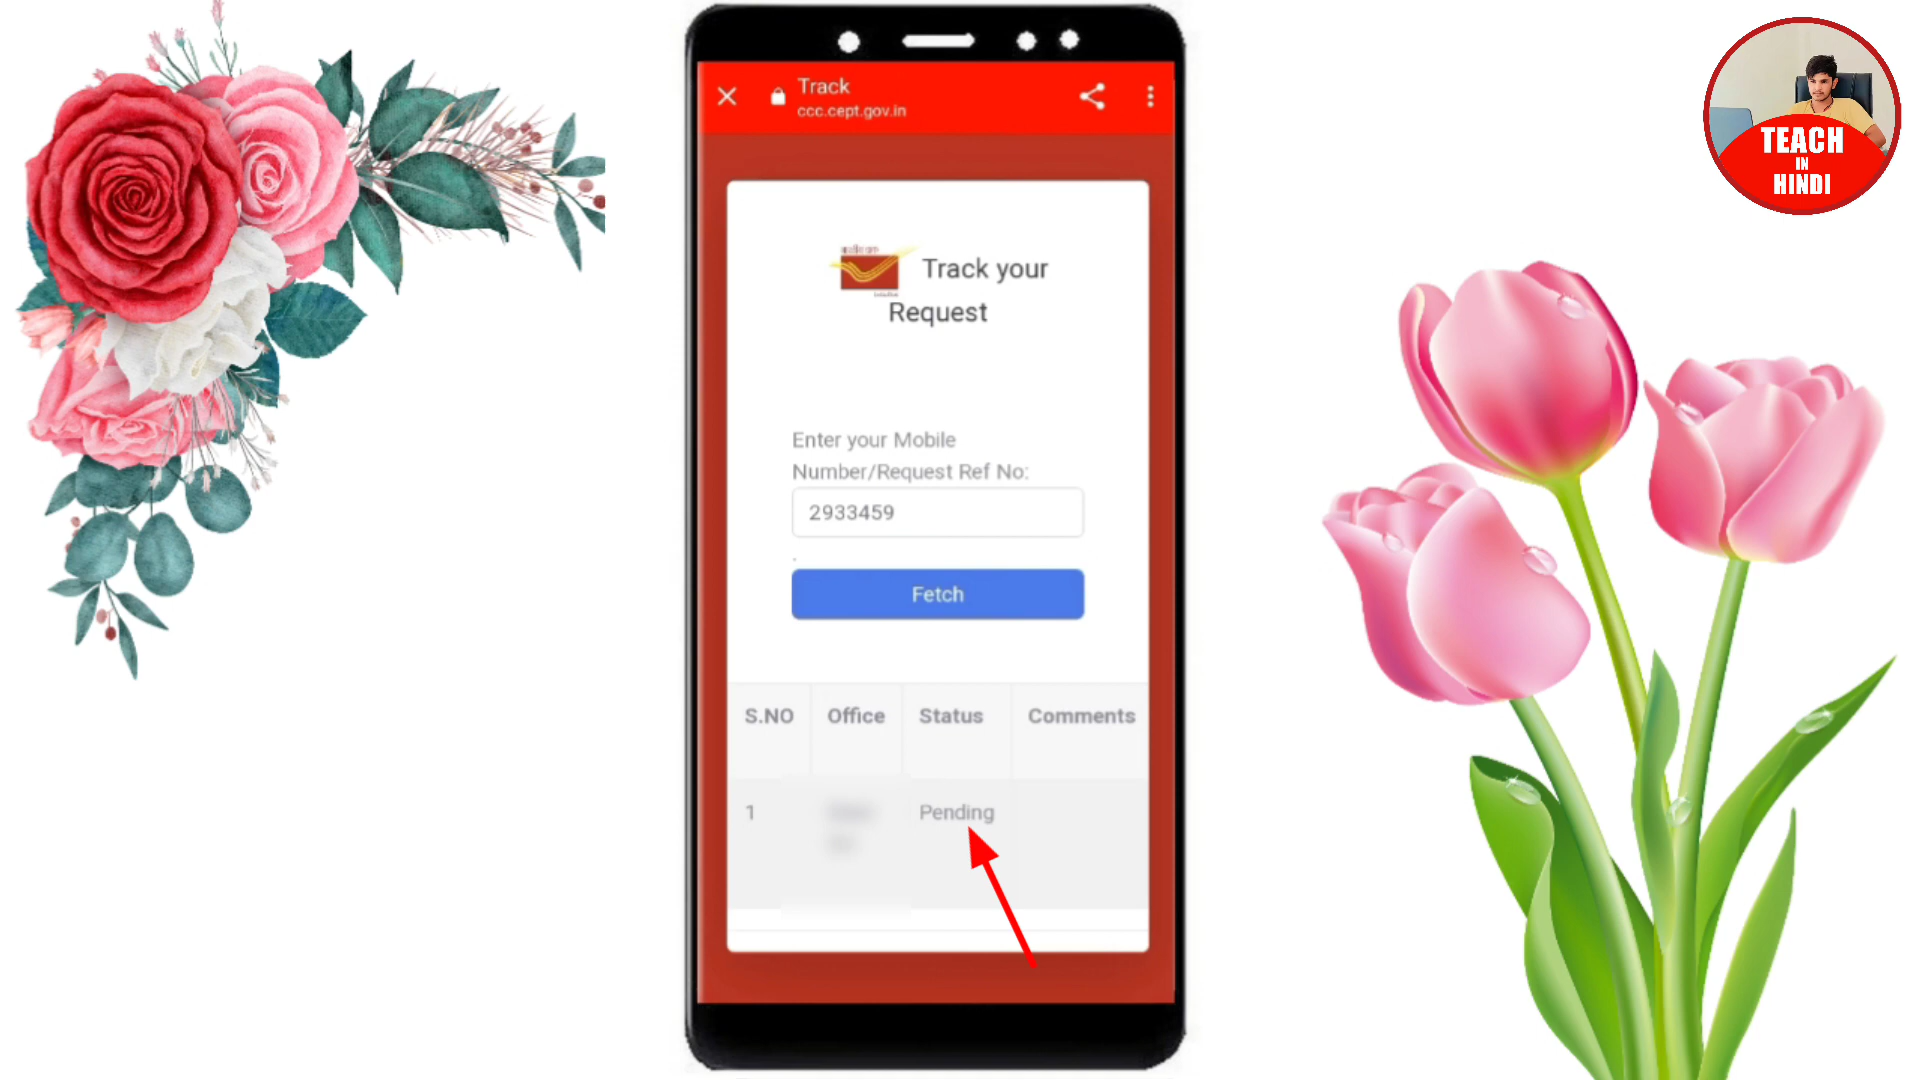 Track
ccc.cept.gov.in
TEACH
IN
HINDI
Track your
Request
Enter your Mobile
Number/Request Ref No:
2933459
Fetch
S.NO Office Status Comments
1 Pending